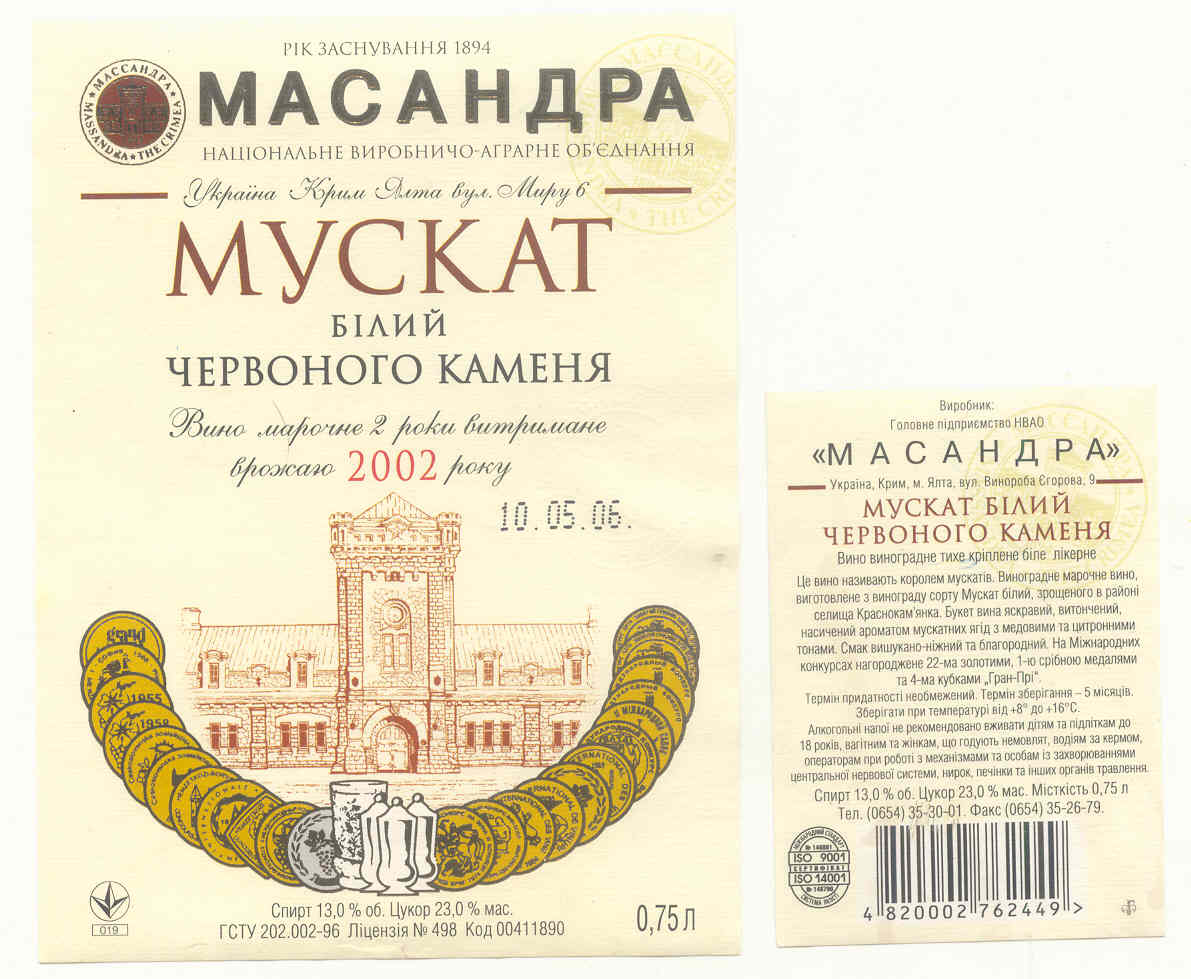 РІК ЗАСНУВАННЯ 1894
МАСАНДРА
МАССАНДРА
MASSANDRA ★ THE CRIMEA
НАЦІОНАЛЬНЕ ВИРОБНИЧО-АГРАРНЕ ОБ'ЄДНАННЯ
Україна Крим Ялта вул. Миру 6
МУСКАТ
БІЛИЙ
ЧЕРВОНОГО КАМЕНЯ
Вино марочне 2 роки витримане
врожаю 2002 року
10.05.06.
grand
1955
1958
Спирт 13,0 % об. Цукор 23,0 % мас.
ГСТУ 202.002-96 Ліцензія № 498 Код 00411890
0,75 л
019
Виробник:
Головне підприємство НВАО
«МАСАНДРА»
Україна, Крим, м. Ялта, вул. Винороба Єгорова, 9
МУСКАТ БІЛИЙ
ЧЕРВОНОГО КАМЕНЯ
Вино виноградне тихе кріплене біле лікерне
Це вино називають королем мускатів. Виноградне марочне вино,
виготовлене з винограду сорту Мускат білий, зрощеного в районі
селища Краснокам'янка. Букет вина яскравий, витончений,
насичений ароматом мускатних ягід з медовими та цитронними
тонами. Смак вишукано-ніжний та благородний. На Міжнародних
конкурсах нагороджене 22-ма золотими, 1-ю срібною медалями
та 4-ма кубками „Гран-Прі“.
Термін придатності необмежений. Термін зберігання – 5 місяців.
Зберігати при температурі від +8° до +16°С.
Алкогольні напої не рекомендовано вживати дітям та підліткам до
18 років, вагітним та жінкам, що годують немовлят, водіям за кермом,
операторам при роботі з механізмами та особам із захворюваннями
центральної нервової системи, нирок, печінки та інших органів травлення.
Спирт 13,0 % об. Цукор 23,0 % мас. Місткість 0,75 л
Тел. (0654) 35-30-01. Факс (0654) 35-26-79.
ISO 9001
СЕРТИФІКАТ
ISO 14001
4 820002 762449 >